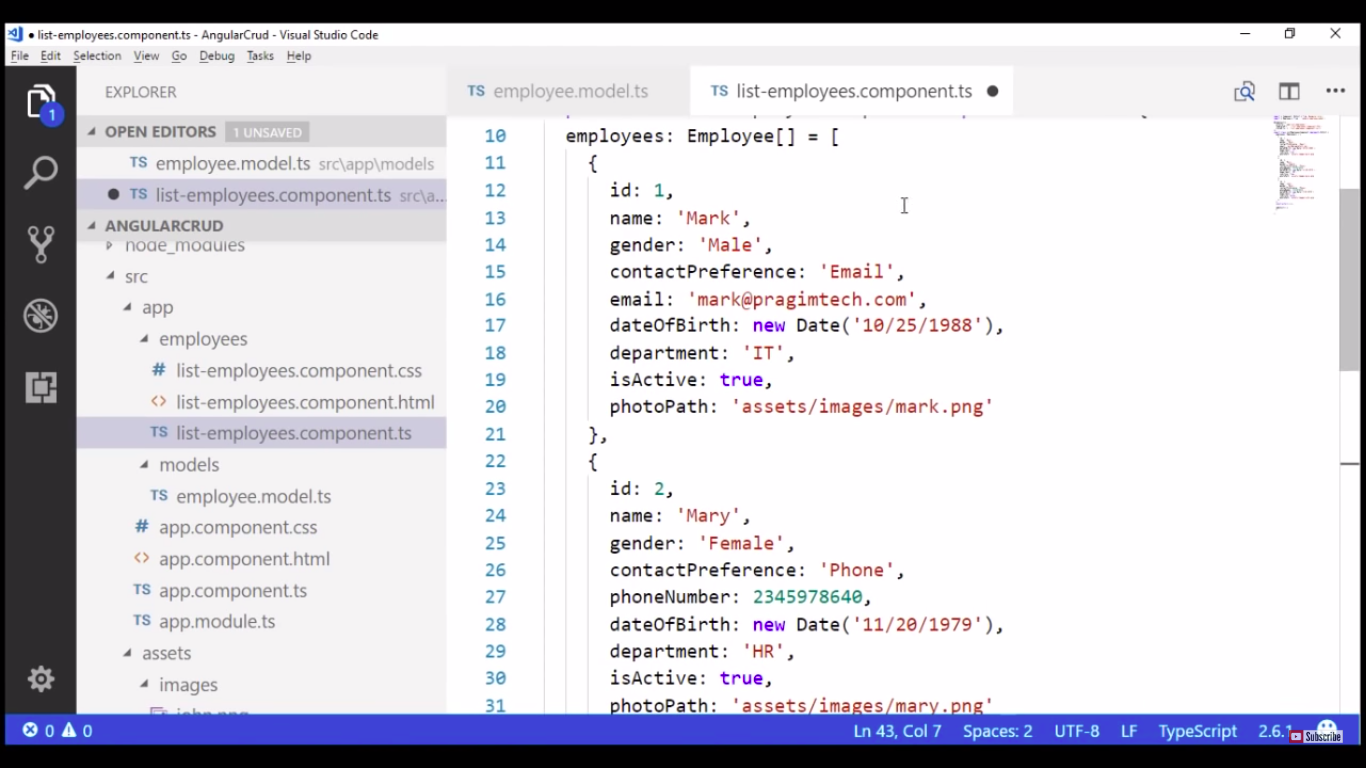 ● list-employees.component.ts - AngularCrud - Visual Studio Code
File Edit Selection View Go Debug Tasks Help
EXPLORER
OPEN EDITORS 1 UNSAVED
TS employee.model.ts src\app\models
● TS list-employees.component.ts src\a...
ANGULARCRUD
node_modules
src
app
employees
# list-employees.component.css
<> list-employees.component.html
TS list-employees.component.ts
models
TS employee.model.ts
# app.component.css
<> app.component.html
TS app.component.ts
TS app.module.ts
assets
images
john.png
1
TS employee.model.ts TS list-employees.component.ts ●
10 employees: Employee[] = [
11 {
12 id: 1,
13 name: 'Mark',
14 gender: 'Male',
15 contactPreference: 'Email',
16 email: 'mark@pragimtech.com',
17 dateOfBirth: new Date('10/25/1988'),
18 department: 'IT',
19 isActive: true,
20 photoPath: 'assets/images/mark.png'
21 },
22 {
23 id: 2,
24 name: 'Mary',
25 gender: 'Female',
26 contactPreference: 'Phone',
27 phoneNumber: 2345978640,
28 dateOfBirth: new Date('11/20/1979'),
29 department: 'HR',
30 isActive: true,
31 photoPath: 'assets/images/mary.png'
0 0 Ln 43, Col 7 Spaces: 2 UTF-8 LF TypeScript 2.6.
Subscribe